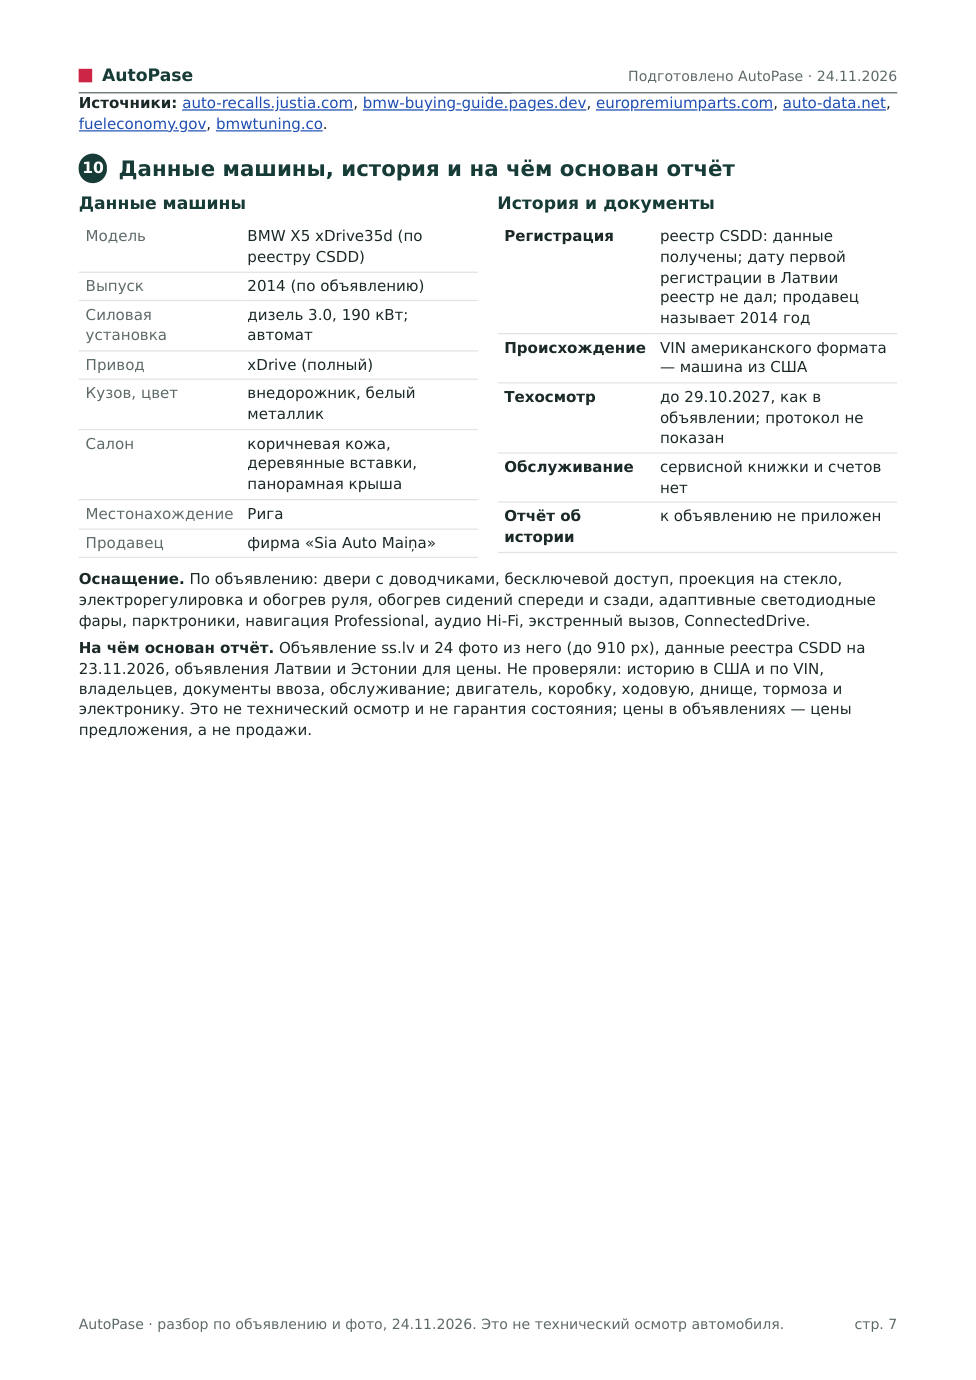 AutoPase
Подготовлено AutoPase · 24.11.2026
Источники: auto-recalls.justia.com, bmw-buying-guide.pages.dev, europremiumparts.com, auto-data.net,
fueleconomy.gov, bmwtuning.co.
10 Данные машины, история и на чём основан отчёт
Данные машины
Модель BMW X5 xDrive35d (по
реестру CSDD)
Выпуск 2014 (по объявлению)
Силовая дизель 3.0, 190 кВт;
установка автомат
Привод xDrive (полный)
Кузов, цвет внедорожник, белый
металлик
Салон коричневая кожа,
деревянные вставки,
панорамная крыша
Местонахождение Рига
Продавец фирма «Sia Auto Maiņa»
История и документы
Регистрация реестр CSDD: данные
получены; дату первой
регистрации в Латвии
реестр не дал; продавец
называет 2014 год
Происхождение VIN американского формата
— машина из США
Техосмотр до 29.10.2027, как в
объявлении; протокол не
показан
Обслуживание сервисной книжки и счетов
нет
Отчёт об к объявлению не приложен
истории
Оснащение. По объявлению: двери с доводчиками, бесключевой доступ, проекция на стекло,
электрорегулировка и обогрев руля, обогрев сидений спереди и сзади, адаптивные светодиодные
фары, парктроники, навигация Professional, аудио Hi-Fi, экстренный вызов, ConnectedDrive.
На чём основан отчёт. Объявление ss.lv и 24 фото из него (до 910 px), данные реестра CSDD на
23.11.2026, объявления Латвии и Эстонии для цены. Не проверяли: историю в США и по VIN,
владельцев, документы ввоза, обслуживание; двигатель, коробку, ходовую, днище, тормоза и
электронику. Это не технический осмотр и не гарантия состояния; цены в объявлениях — цены
предложения, а не продажи.
AutoPase · разбор по объявлению и фото, 24.11.2026. Это не технический осмотр автомобиля.
стр. 7